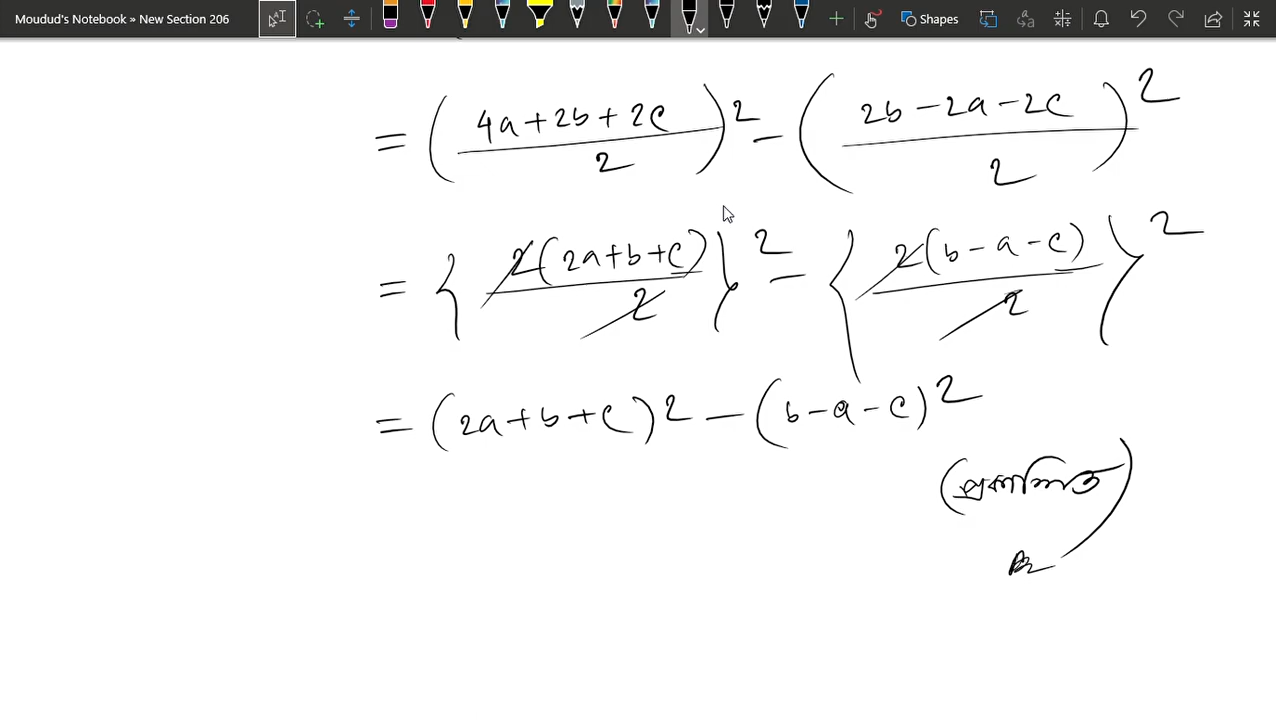 Moudud's Notebook » New Section 206
Shapes
= ( 4a+2b+2c / 2 )² - ( 2b-2a-2c / 2 )²
= { 2(2a+b+c) / 2 }² - { 2(b-a-c) / 2 }²
= (2a+b+c)² - (b-a-c)²
(প্রকাশিত)